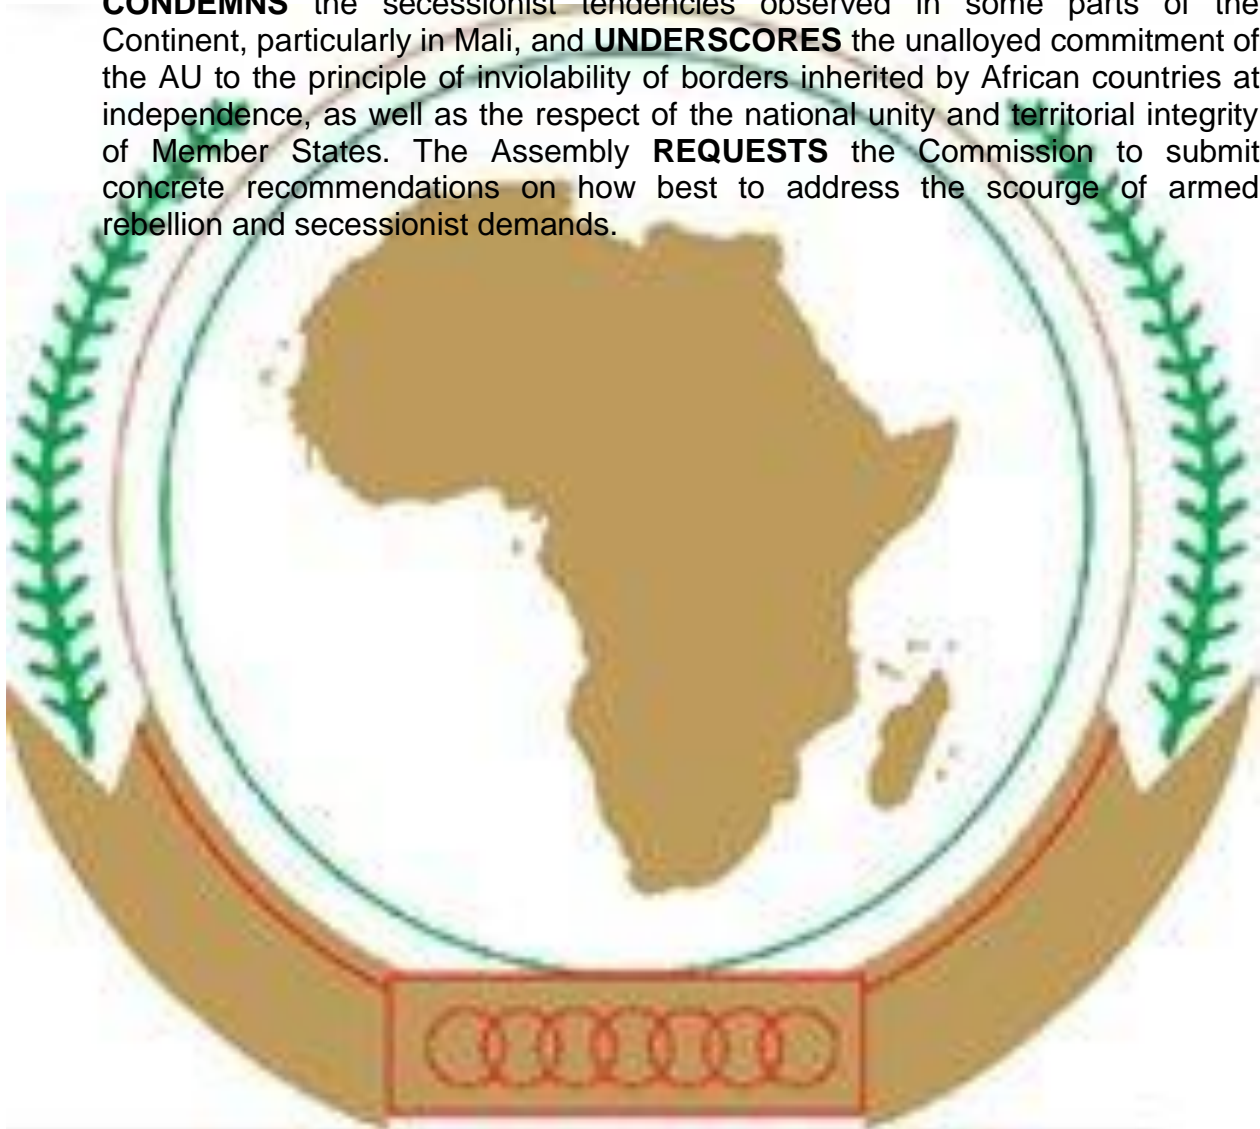 CONDEMNS the secessionist tendencies observed in some parts of the
Continent, particularly in Mali, and UNDERSCORES the unalloyed commitment of
the AU to the principle of inviolability of borders inherited by African countries at
independence, as well as the respect of the national unity and territorial integrity
of Member States. The Assembly REQUESTS the Commission to submit
concrete recommendations on how best to address the scourge of armed
rebellion and secessionist demands.